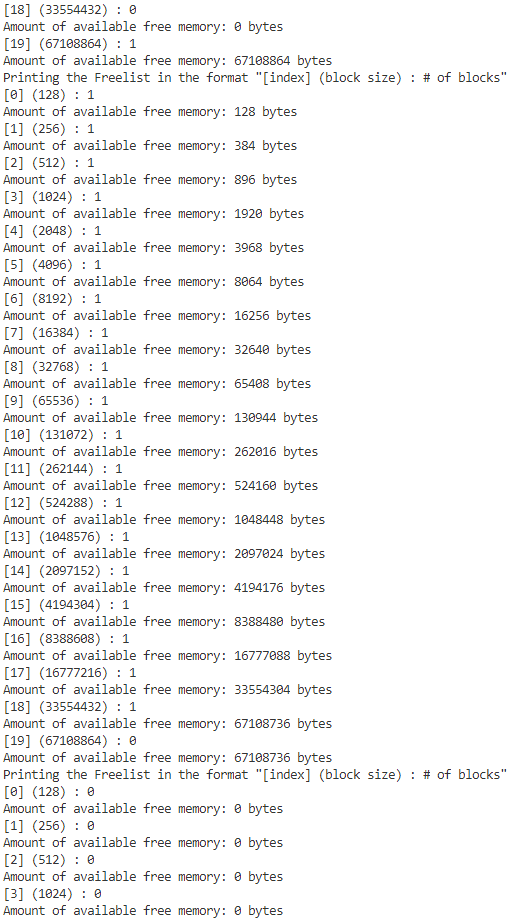 [18] (33554432) : 0
Amount of available free memory: 0 bytes
[19] (67108864) : 1
Amount of available free memory: 67108864 bytes
Printing the Freelist in the format "[index] (block size) : # of blocks"
[0] (128) : 1
Amount of available free memory: 128 bytes
[1] (256) : 1
Amount of available free memory: 384 bytes
[2] (512) : 1
Amount of available free memory: 896 bytes
[3] (1024) : 1
Amount of available free memory: 1920 bytes
[4] (2048) : 1
Amount of available free memory: 3968 bytes
[5] (4096) : 1
Amount of available free memory: 8064 bytes
[6] (8192) : 1
Amount of available free memory: 16256 bytes
[7] (16384) : 1
Amount of available free memory: 32640 bytes
[8] (32768) : 1
Amount of available free memory: 65408 bytes
[9] (65536) : 1
Amount of available free memory: 130944 bytes
[10] (131072) : 1
Amount of available free memory: 262016 bytes
[11] (262144) : 1
Amount of available free memory: 524160 bytes
[12] (524288) : 1
Amount of available free memory: 1048448 bytes
[13] (1048576) : 1
Amount of available free memory: 2097024 bytes
[14] (2097152) : 1
Amount of available free memory: 4194176 bytes
[15] (4194304) : 1
Amount of available free memory: 8388480 bytes
[16] (8388608) : 1
Amount of available free memory: 16777088 bytes
[17] (16777216) : 1
Amount of available free memory: 33554304 bytes
[18] (33554432) : 1
Amount of available free memory: 67108736 bytes
[19] (67108864) : 0
Amount of available free memory: 67108736 bytes
Printing the Freelist in the format "[index] (block size) : # of blocks"
[0] (128) : 0
Amount of available free memory: 0 bytes
[1] (256) : 0
Amount of available free memory: 0 bytes
[2] (512) : 0
Amount of available free memory: 0 bytes
[3] (1024) : 0
Amount of available free memory: 0 bytes